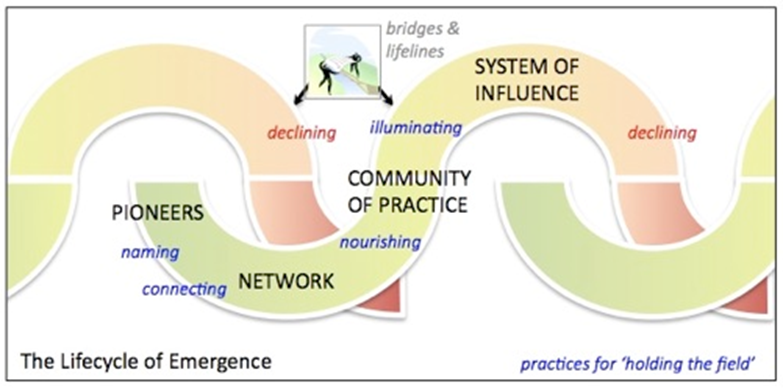 bridges &
lifelines
SYSTEM OF
INFLUENCE
declining
illuminating
declining
COMMUNITY
OF PRACTICE
PIONEERS
nourishing
naming
connecting
NETWORK
The Lifecycle of Emergence
practices for 'holding the field'